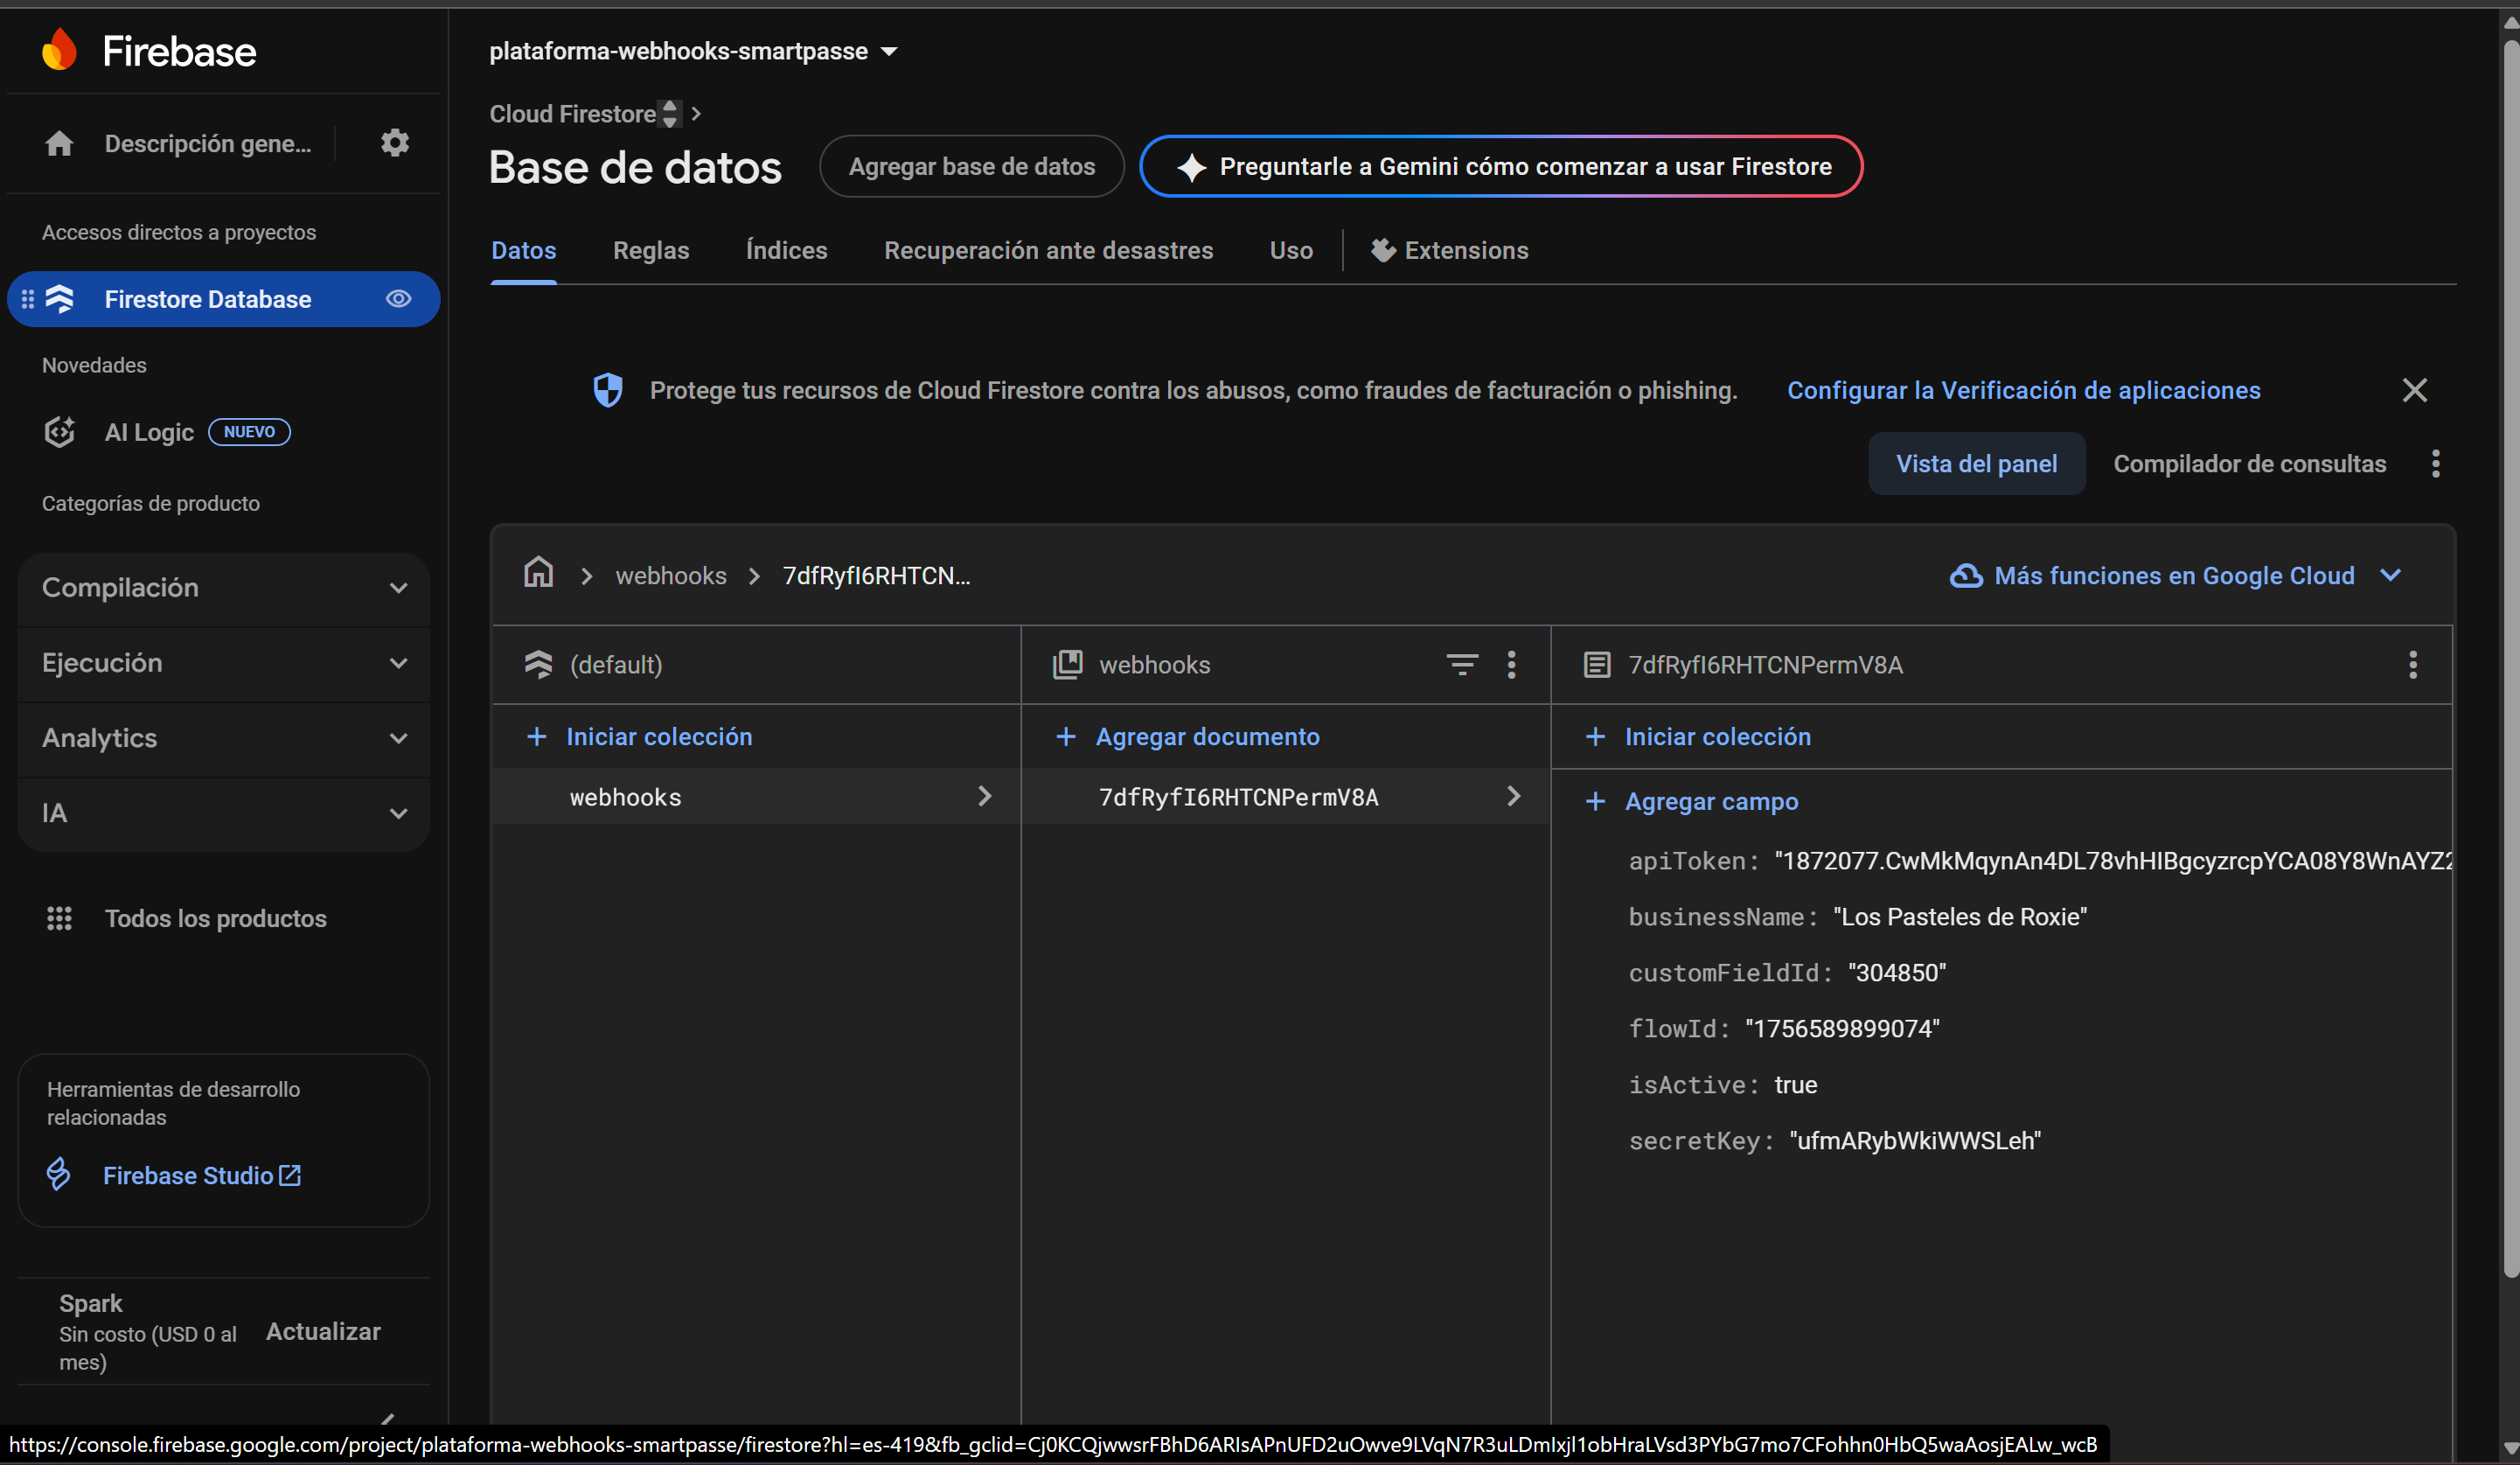 Firebase
plataforma-webhooks-smartpasse
Cloud Firestore
Descripción gene...
Base de datos
Agregar base de datos
Preguntarle a Gemini cómo comenzar a usar Firestore
Accesos directos a proyectos
Datos
Reglas
Índices
Recuperación ante desastres
Uso
Extensions
Firestore Database
Novedades
AI Logic
NUEVO
Protege tus recursos de Cloud Firestore contra los abusos, como fraudes de facturación o phishing.
Configurar la Verificación de aplicaciones
Vista del panel
Compilador de consultas
Categorías de producto
Compilación
Ejecución
Analytics
IA
Todos los productos
webhooks
7dfRyfI6RHTCN...
Más funciones en Google Cloud
(default)
webhooks
7dfRyfI6RHTCNPermV8A
Iniciar colección
Agregar documento
Iniciar colección
webhooks
7dfRyfI6RHTCNPermV8A
Agregar campo
apiToken: "1872077.CwMkMqynAn4DL78vhHIBgcyzrcpYCA08Y8WnAYZ2
businessName: "Los Pasteles de Roxie"
customFieldId: "304850"
flowId: "1756589899074"
isActive: true
secretKey: "ufmARybWkiWWSLeh"
Herramientas de desarrollo
relacionadas
Firebase Studio
Spark
Sin costo (USD 0 al
mes)
Actualizar
https://console.firebase.google.com/project/plataforma-webhooks-smartpasse/firestore?hl=es-419&fb_gclid=Cj0KCQjwwsrFBhD6ARIsAPnUFD2uOwve9LVqN7R3uLDmIxjl1obHraLVsd3PYbG7mo7CFohhn0HbQ5waAosjEALw_wcB